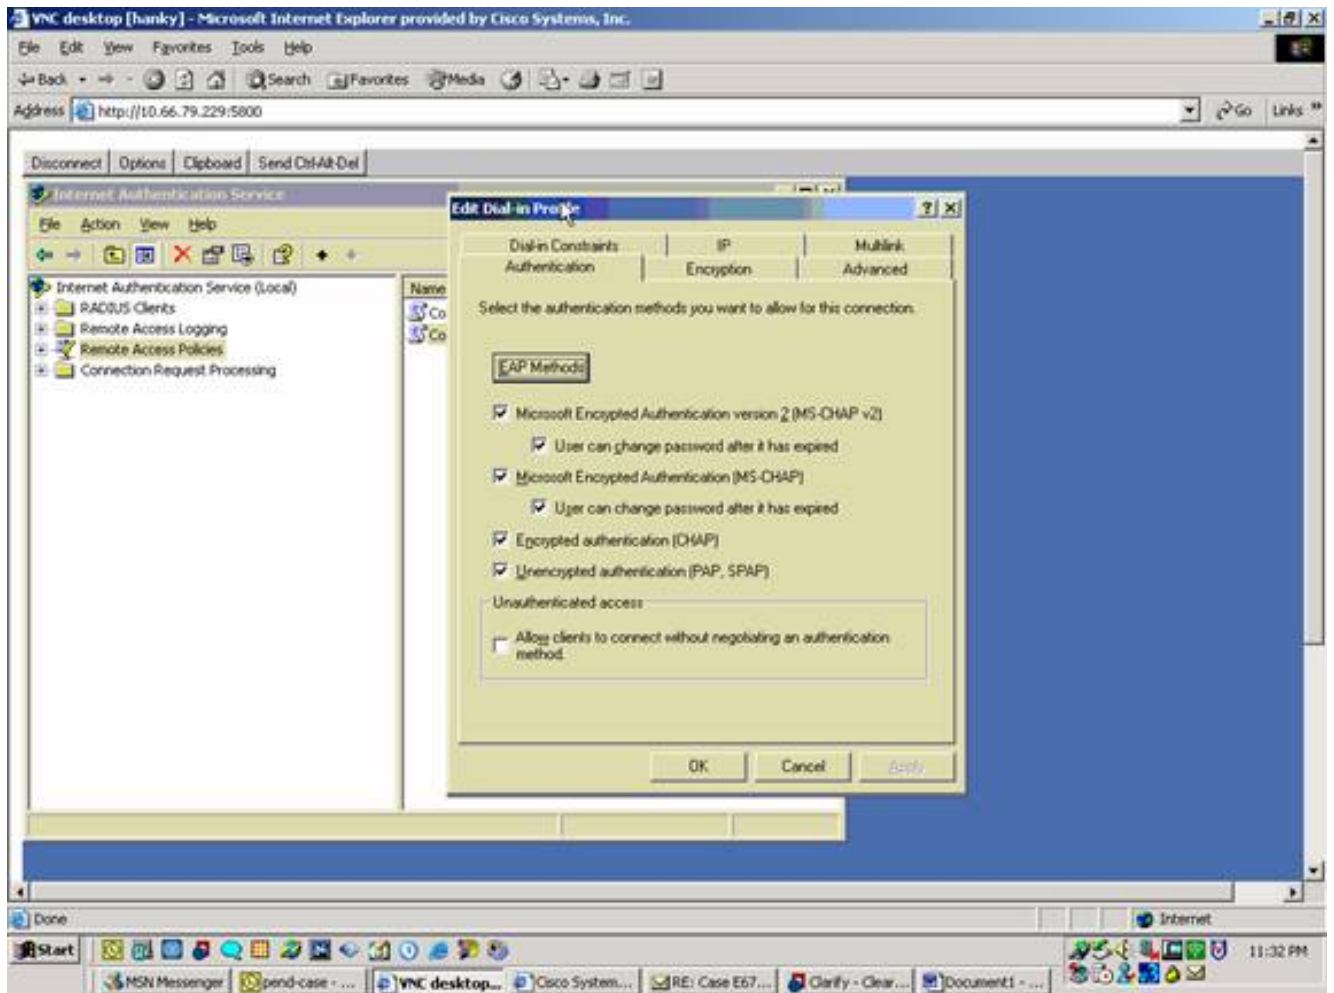 VNC desktop [hanky] - Microsoft Internet Explorer provided by Cisco Systems, Inc.
File Edit View Favorites Tools Help
Back Search Favorites Media
Address http://10.66.79.229:5800 Go Links »
Disconnect Options Clipboard Send Ctrl-Alt-Del
Internet Authentication Service
File Action View Help
Internet Authentication Service (Local)
RADIUS Clients
Remote Access Logging
Remote Access Policies
Connection Request Processing
Name
Co
Co
Edit Dial-in Profile
Dial-in Constraints IP Multilink
Authentication Encryption Advanced
Select the authentication methods you want to allow for this connection.
EAP Methods
Microsoft Encrypted Authentication version 2 (MS-CHAP v2)
User can change password after it has expired
Microsoft Encrypted Authentication (MS-CHAP)
User can change password after it has expired
Encrypted authentication (CHAP)
Unencrypted authentication (PAP, SPAP)
Unauthenticated access
Allow clients to connect without negotiating an authentication
method.
OK Cancel Apply
Done Internet
Start 11:32 PM
MSN Messenger pend-case - ... VNC desktop... Cisco System... RE: Case E67... Clarify - Clear... Document1 - ...